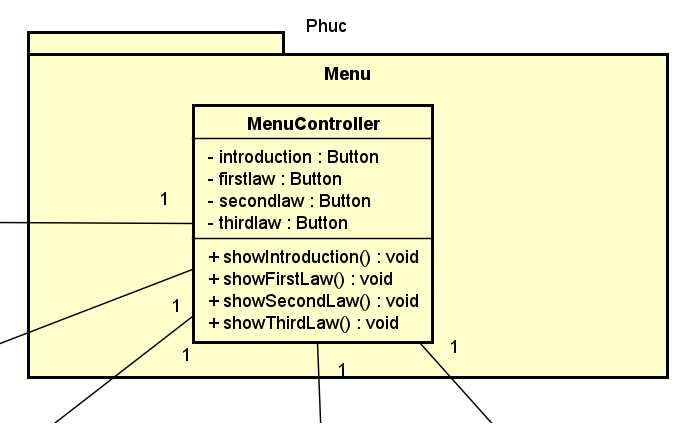 Phuc
Menu
MenuController
- introduction : Button
- firstlaw : Button
- secondlaw : Button
- thirdlaw : Button
+ showIntroduction() : void
+ showFirstLaw() : void
+ showSecondLaw() : void
+ showThirdLaw() : void
1
1
1
1
1